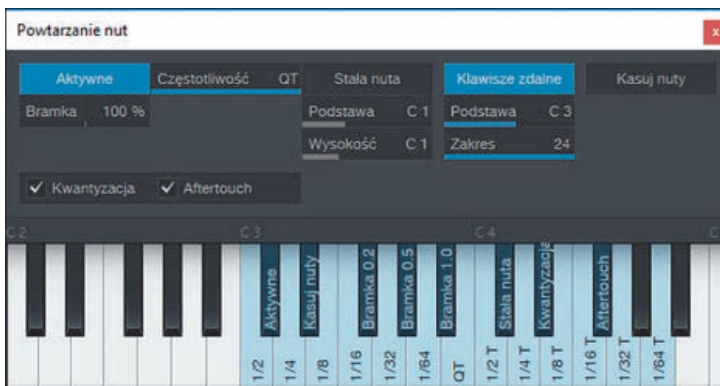 Powtarzanie nut
x
Aktywne Częstotliwość QT Stała nuta Klawisze zdalne Kasuj nuty
Bramka 100 % Podstawa C 1 Podstawa C 3
Wysokość C 1 Zakres 24
Kwantyzacja Aftertouch
C 2 C 3 C 4 C
Aktywne Kasuj nuty Bramka 0.2 Bramka 0.5 Bramka 1.0 Stała nuta Kwantyzacja Aftertouch
1/2 1/4 1/8 1/16 1/32 1/64 QT 1/2 T 1/4 T 1/8 T 1/16 T 1/32 T 1/64 T